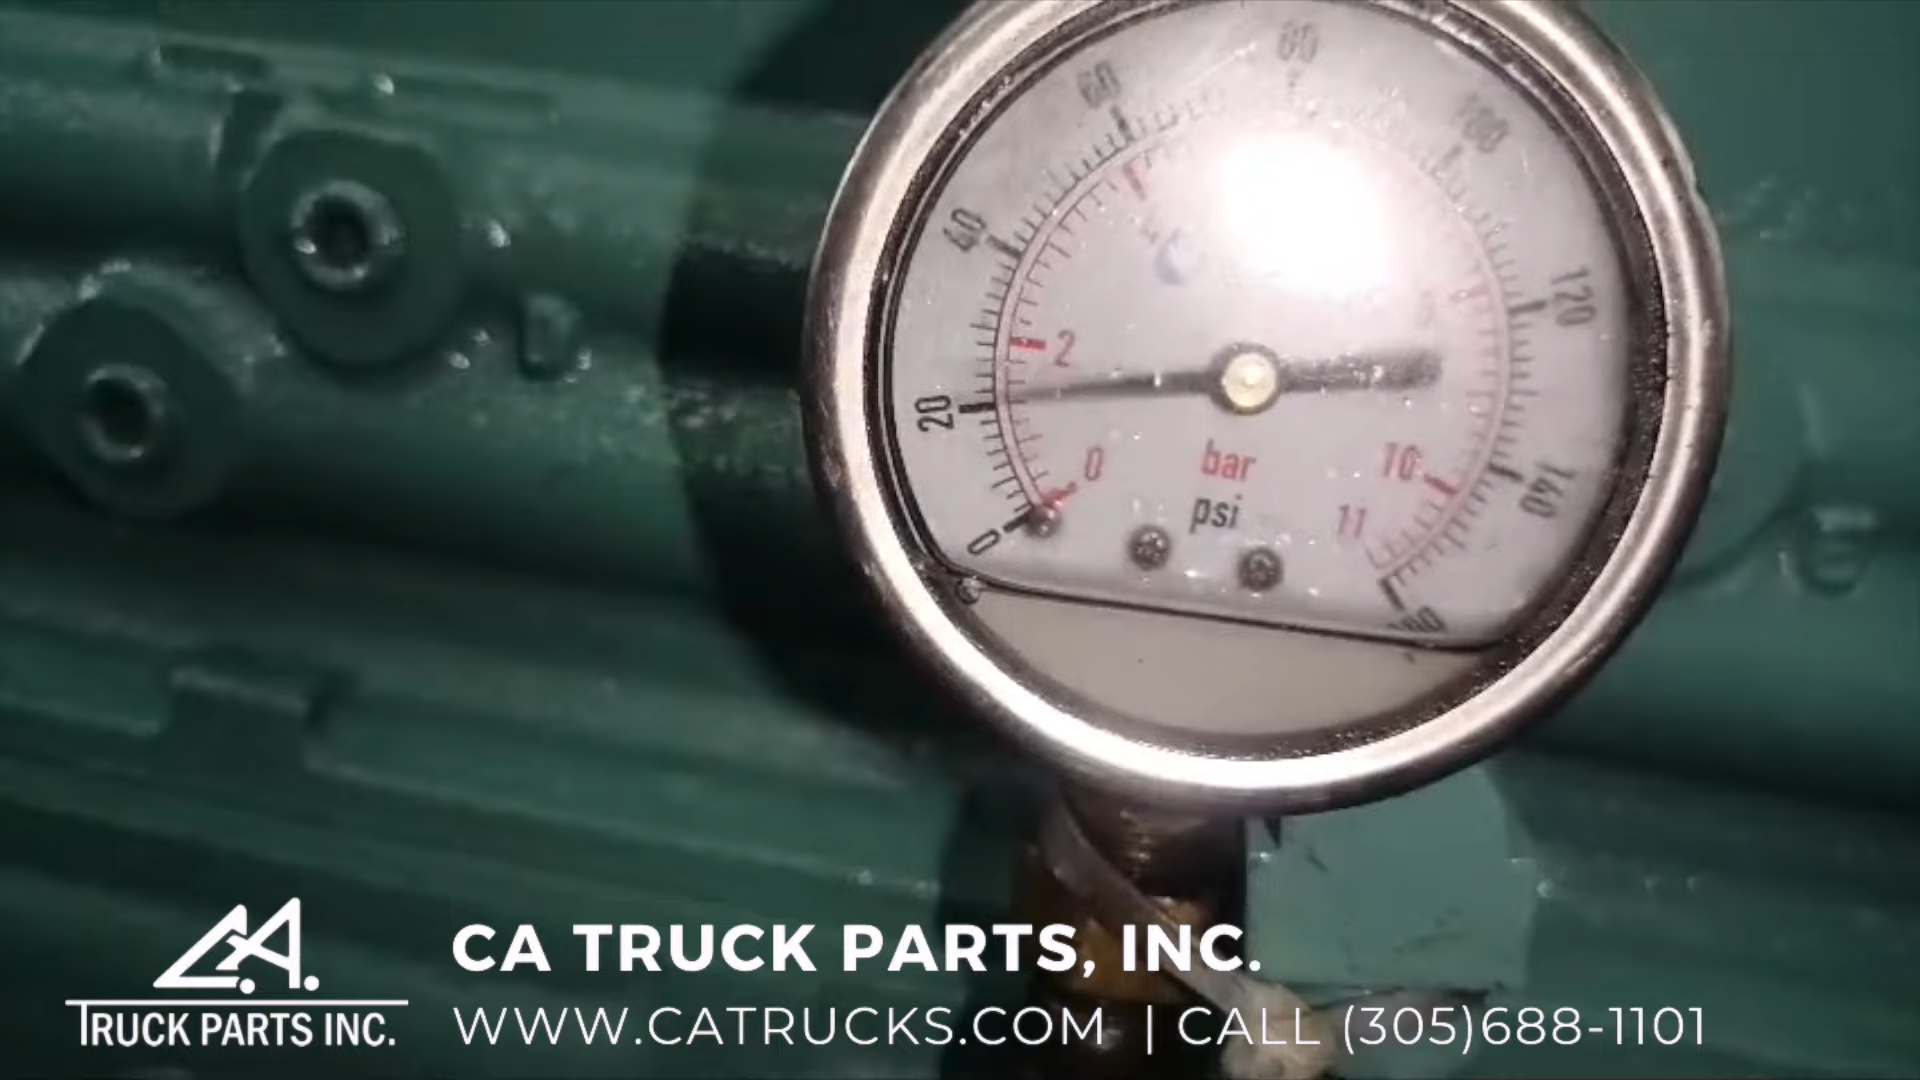 80
60
100
40
120
2
20
0
bar
10
psi
11
140
0
C.A.
TRUCK PARTS INC.
CA TRUCK PARTS, INC.
WWW.CATRUCKS.COM | CALL (305)688-1101